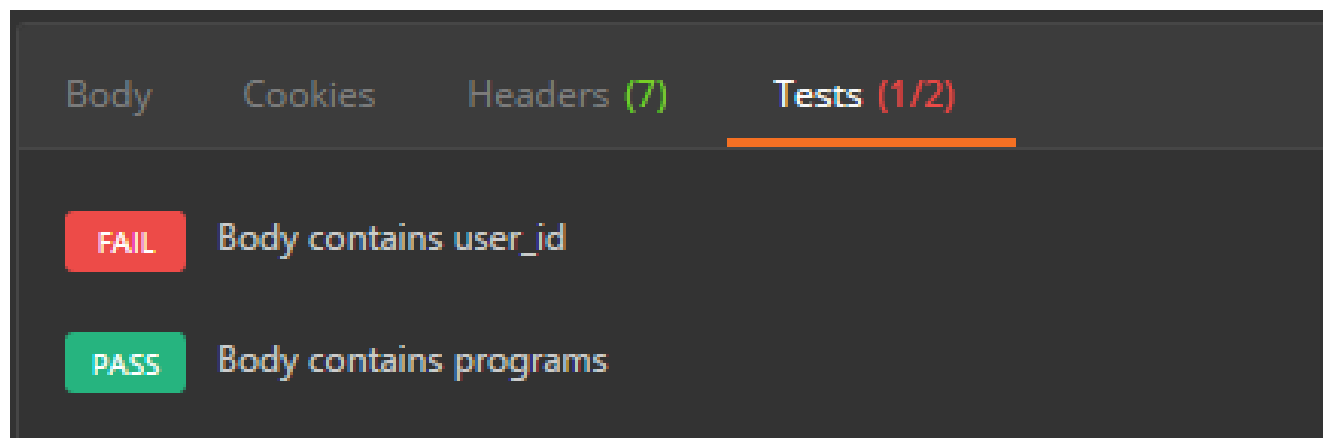 Body Cookies Headers (7) Tests (1/2)
FAIL Body contains user_id
PASS Body contains programs